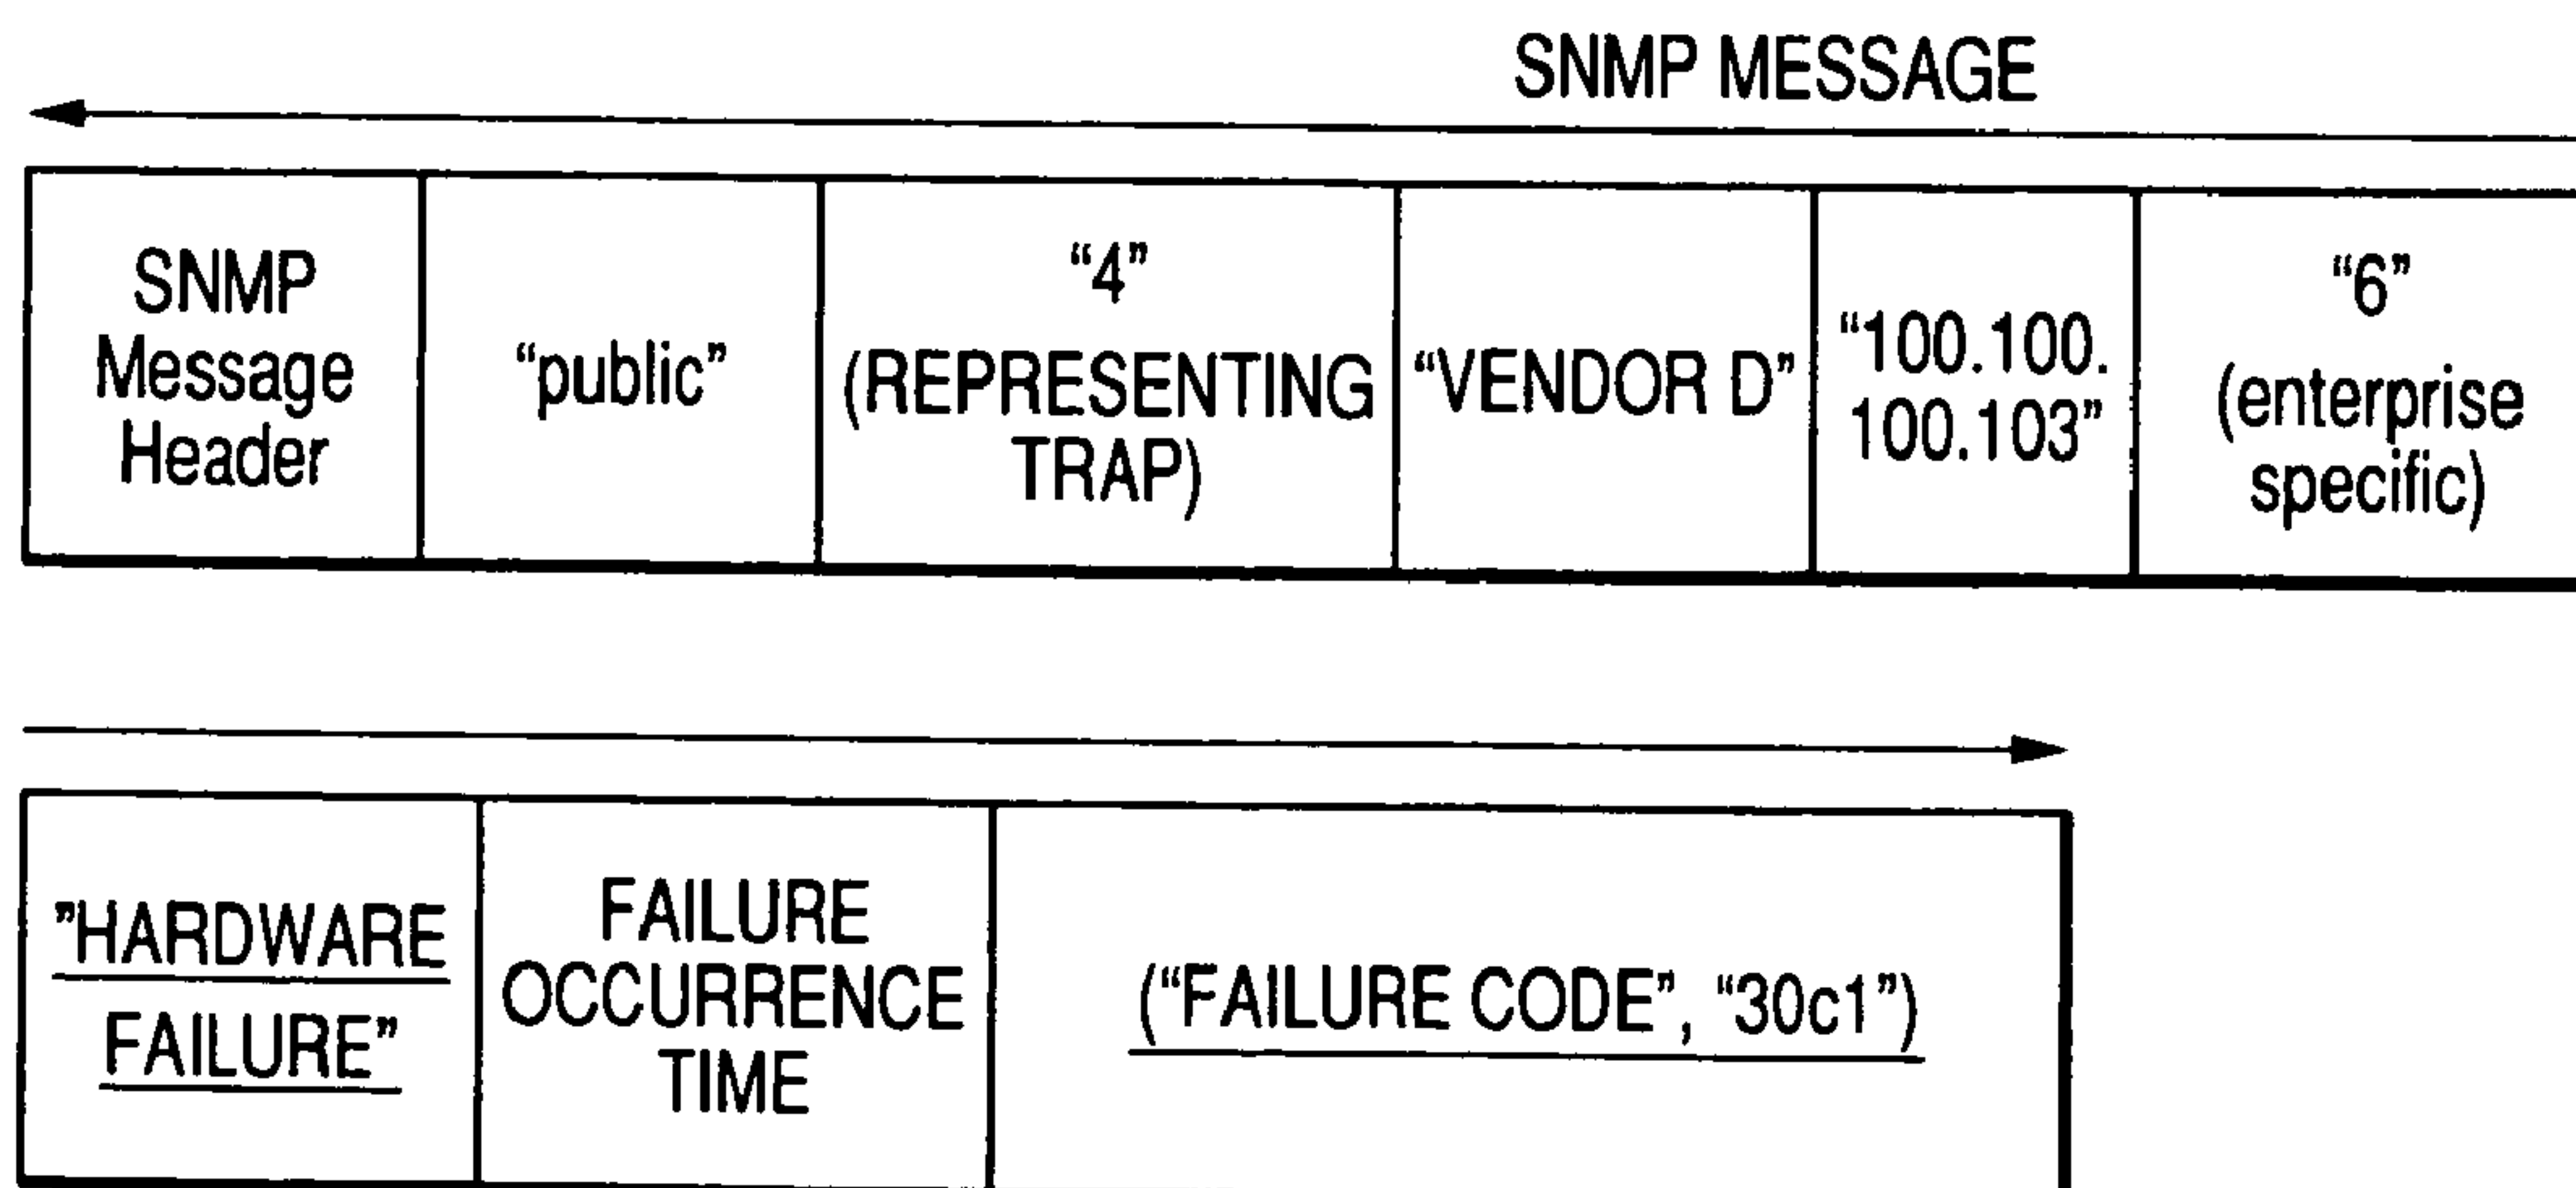 SNMP MESSAGE
SNMP
Message
Header
“public”
“4”
(REPRESENTING
TRAP)
“VENDOR D”
“100.100.
100.103”
“6”
(enterprise
specific)
”HARDWARE
FAILURE”
FAILURE
OCCURRENCE
TIME
(“FAILURE CODE”, “30c1”)